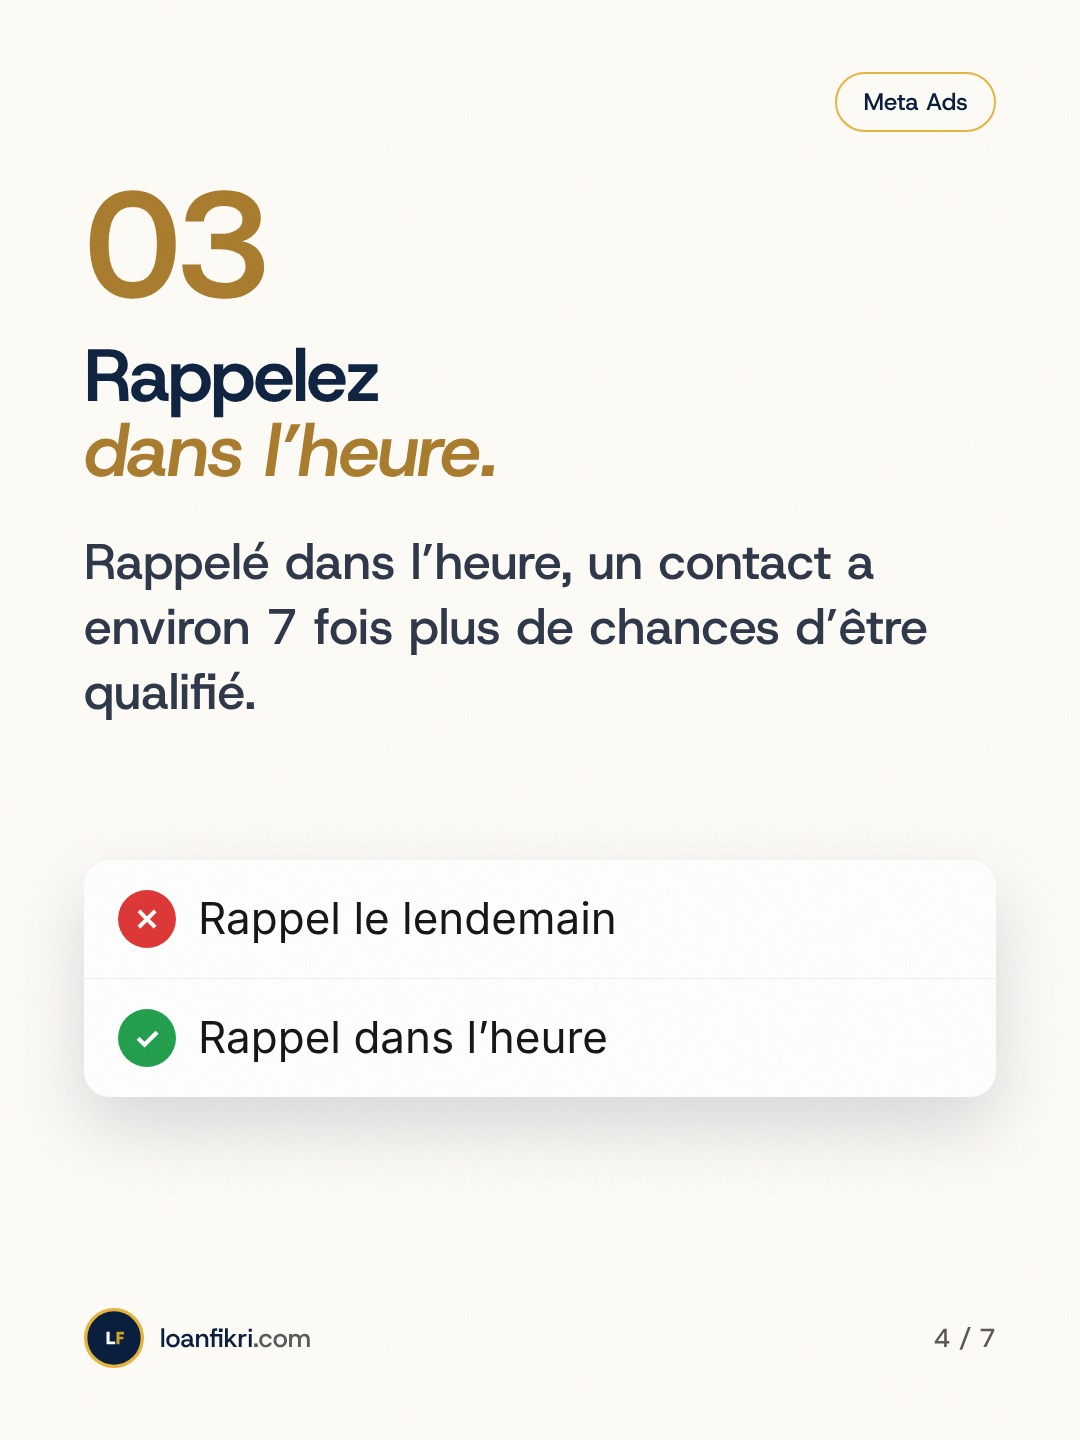 Meta Ads
03
Rappelez
dans l’heure.
Rappelé dans l’heure, un contact a
environ 7 fois plus de chances d’être
qualifié.
Rappel le lendemain
Rappel dans l’heure
LF
loanfikri.com
4 / 7